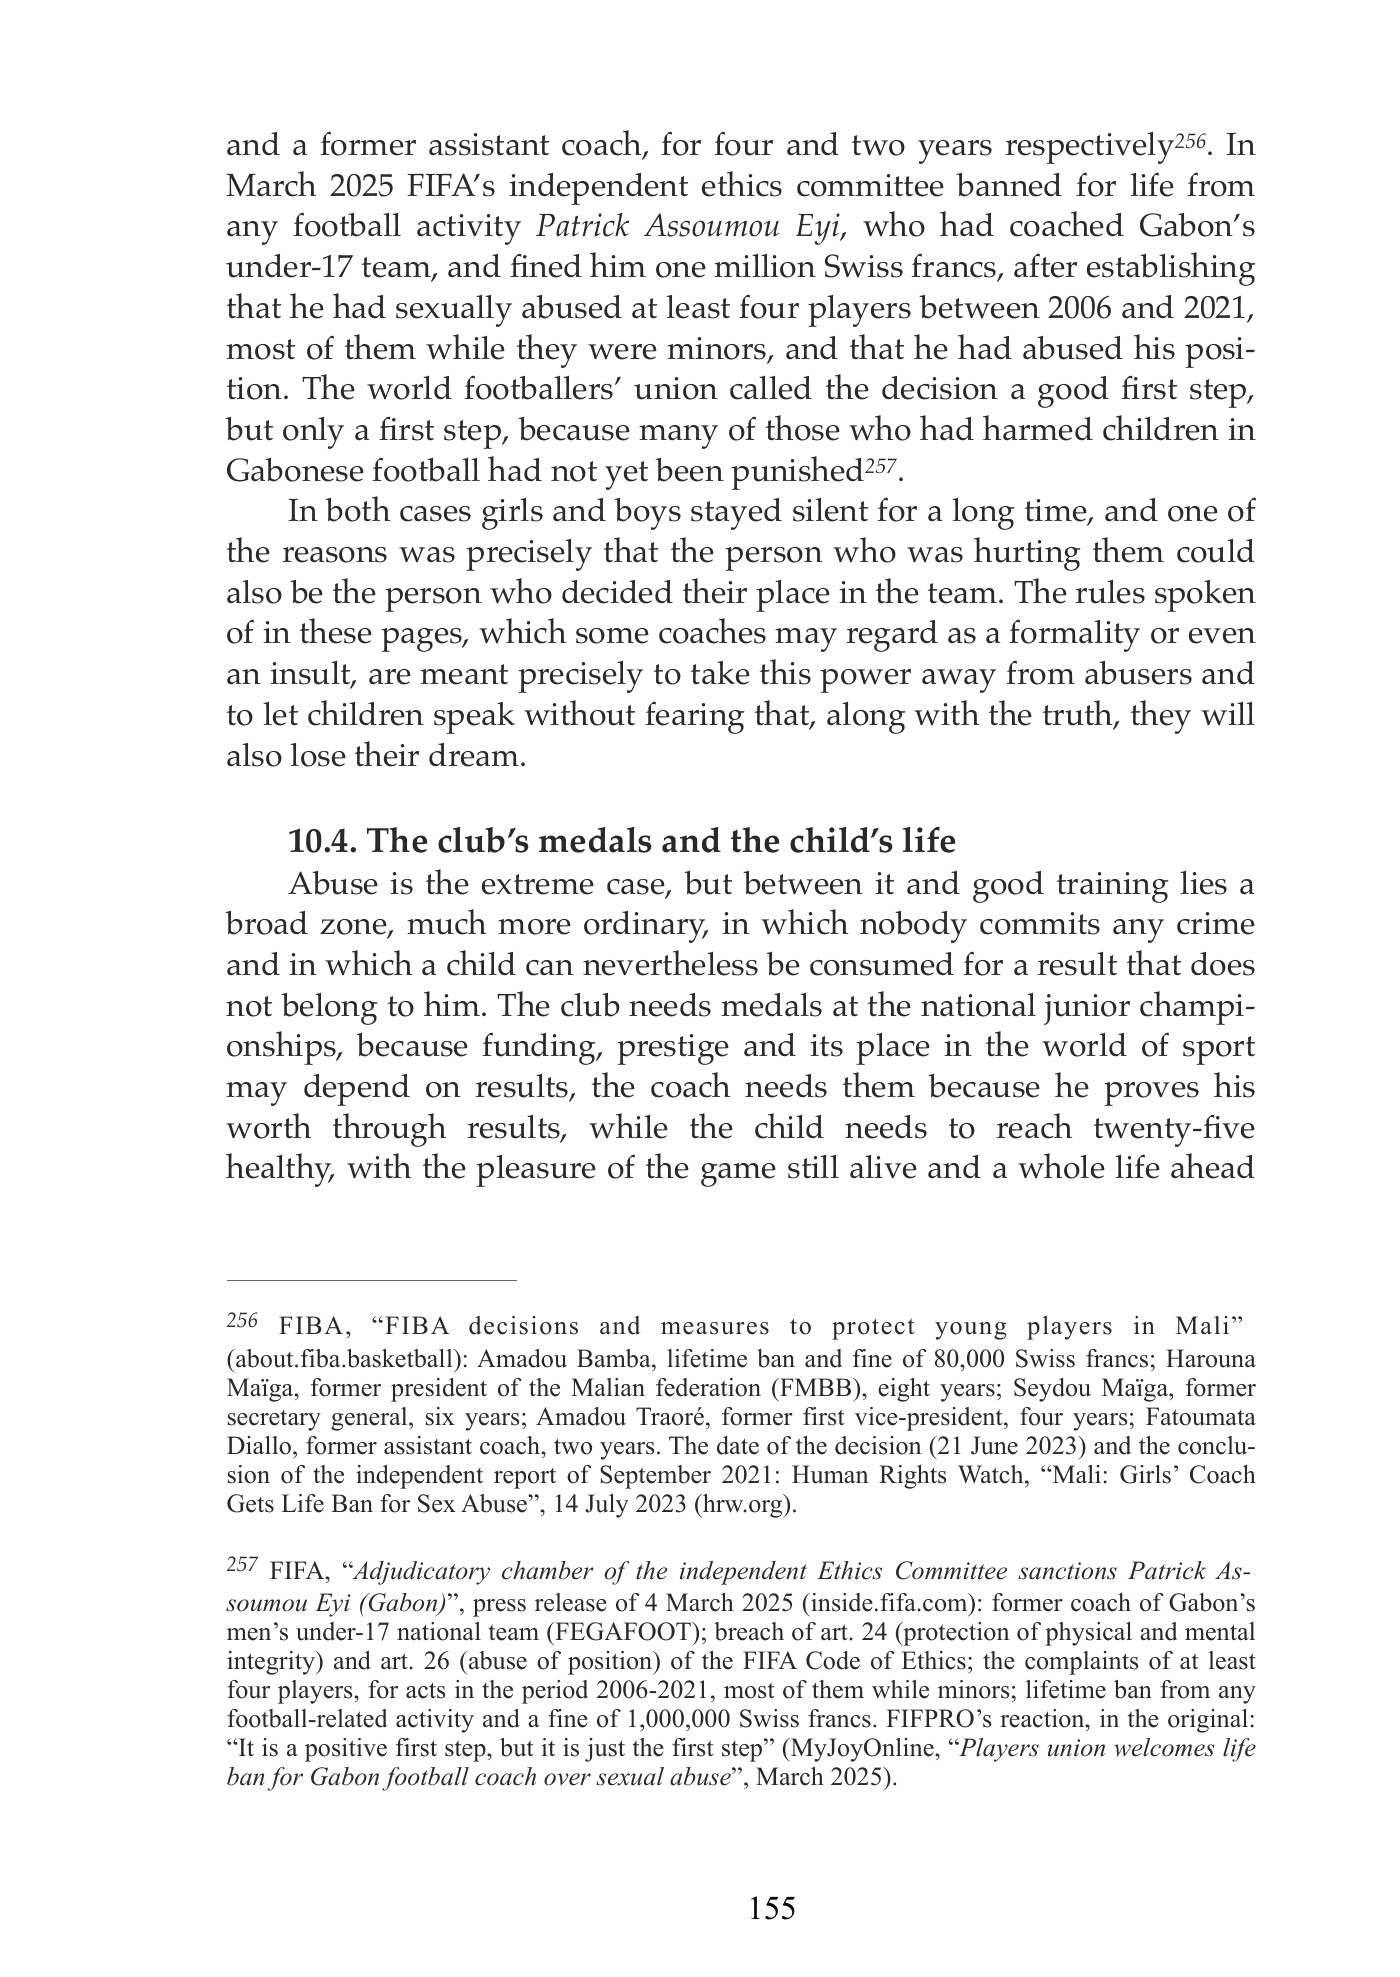 and a former assistant coach, for four and two years respectively256. In
March 2025 FIFA’s independent ethics committee banned for life from
any football activity Patrick Assoumou Eyi, who had coached Gabon’s
under-17 team, and fined him one million Swiss francs, after establishing
that he had sexually abused at least four players between 2006 and 2021,
most of them while they were minors, and that he had abused his posi-
tion. The world footballers’ union called the decision a good first step,
but only a first step, because many of those who had harmed children in
Gabonese football had not yet been punished257.
In both cases girls and boys stayed silent for a long time, and one of
the reasons was precisely that the person who was hurting them could
also be the person who decided their place in the team. The rules spoken
of in these pages, which some coaches may regard as a formality or even
an insult, are meant precisely to take this power away from abusers and
to let children speak without fearing that, along with the truth, they will
also lose their dream.
10.4. The club’s medals and the child’s life
Abuse is the extreme case, but between it and good training lies a
broad zone, much more ordinary, in which nobody commits any crime
and in which a child can nevertheless be consumed for a result that does
not belong to him. The club needs medals at the national junior champi-
onships, because funding, prestige and its place in the world of sport
may depend on results, the coach needs them because he proves his
worth through results, while the child needs to reach twenty-five
healthy, with the pleasure of the game still alive and a whole life ahead
256 FIBA, “FIBA decisions and measures to protect young players in Mali”
(about.fiba.basketball): Amadou Bamba, lifetime ban and fine of 80,000 Swiss francs; Harouna
Maïga, former president of the Malian federation (FMBB), eight years; Seydou Maïga, former
secretary general, six years; Amadou Traoré, former first vice-president, four years; Fatoumata
Diallo, former assistant coach, two years. The date of the decision (21 June 2023) and the conclu-
sion of the independent report of September 2021: Human Rights Watch, “Mali: Girls’ Coach
Gets Life Ban for Sex Abuse”, 14 July 2023 (hrw.org).
257 FIFA, “Adjudicatory chamber of the independent Ethics Committee sanctions Patrick As-
soumou Eyi (Gabon)”, press release of 4 March 2025 (inside.fifa.com): former coach of Gabon’s
men’s under-17 national team (FEGAFOOT); breach of art. 24 (protection of physical and mental
integrity) and art. 26 (abuse of position) of the FIFA Code of Ethics; the complaints of at least
four players, for acts in the period 2006-2021, most of them while minors; lifetime ban from any
football-related activity and a fine of 1,000,000 Swiss francs. FIFPRO’s reaction, in the original:
“It is a positive first step, but it is just the first step” (MyJoyOnline, “Players union welcomes life
ban for Gabon football coach over sexual abuse”, March 2025).
155